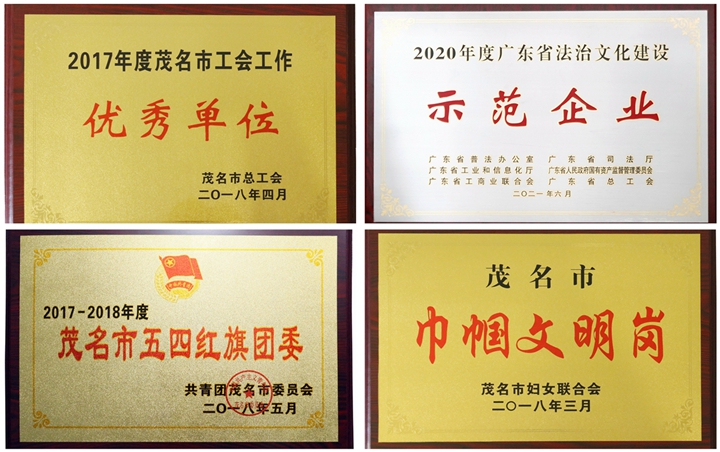 2017年度茂名市工会工作
优秀单位
茂名市总工会
二〇一八年四月
2020年度广东省法治文化建设
示范企业
广东省普法办公室 广东省司法厅
广东省工业和信息化厅 广东省人民政府国有资产监督管理委员会
广东省工商业联合会 广东省总工会
二〇二一年六月
2017-2018年度
茂名市五四红旗团委
共青团茂名市委员会
二〇一八年五月
茂名市
巾帼文明岗
茂名市妇女联合会
二〇一八年三月